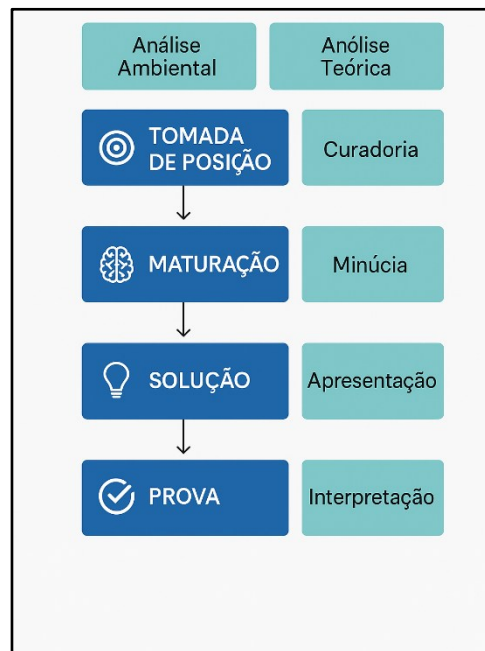 Análise
Ambiental
Anólise
Teórica
TOMADA
DE POSIÇÃO
Curadoria
MATURAÇÃO
Minúcia
SOLUÇÃO
Apresentação
PROVA
Interpretação